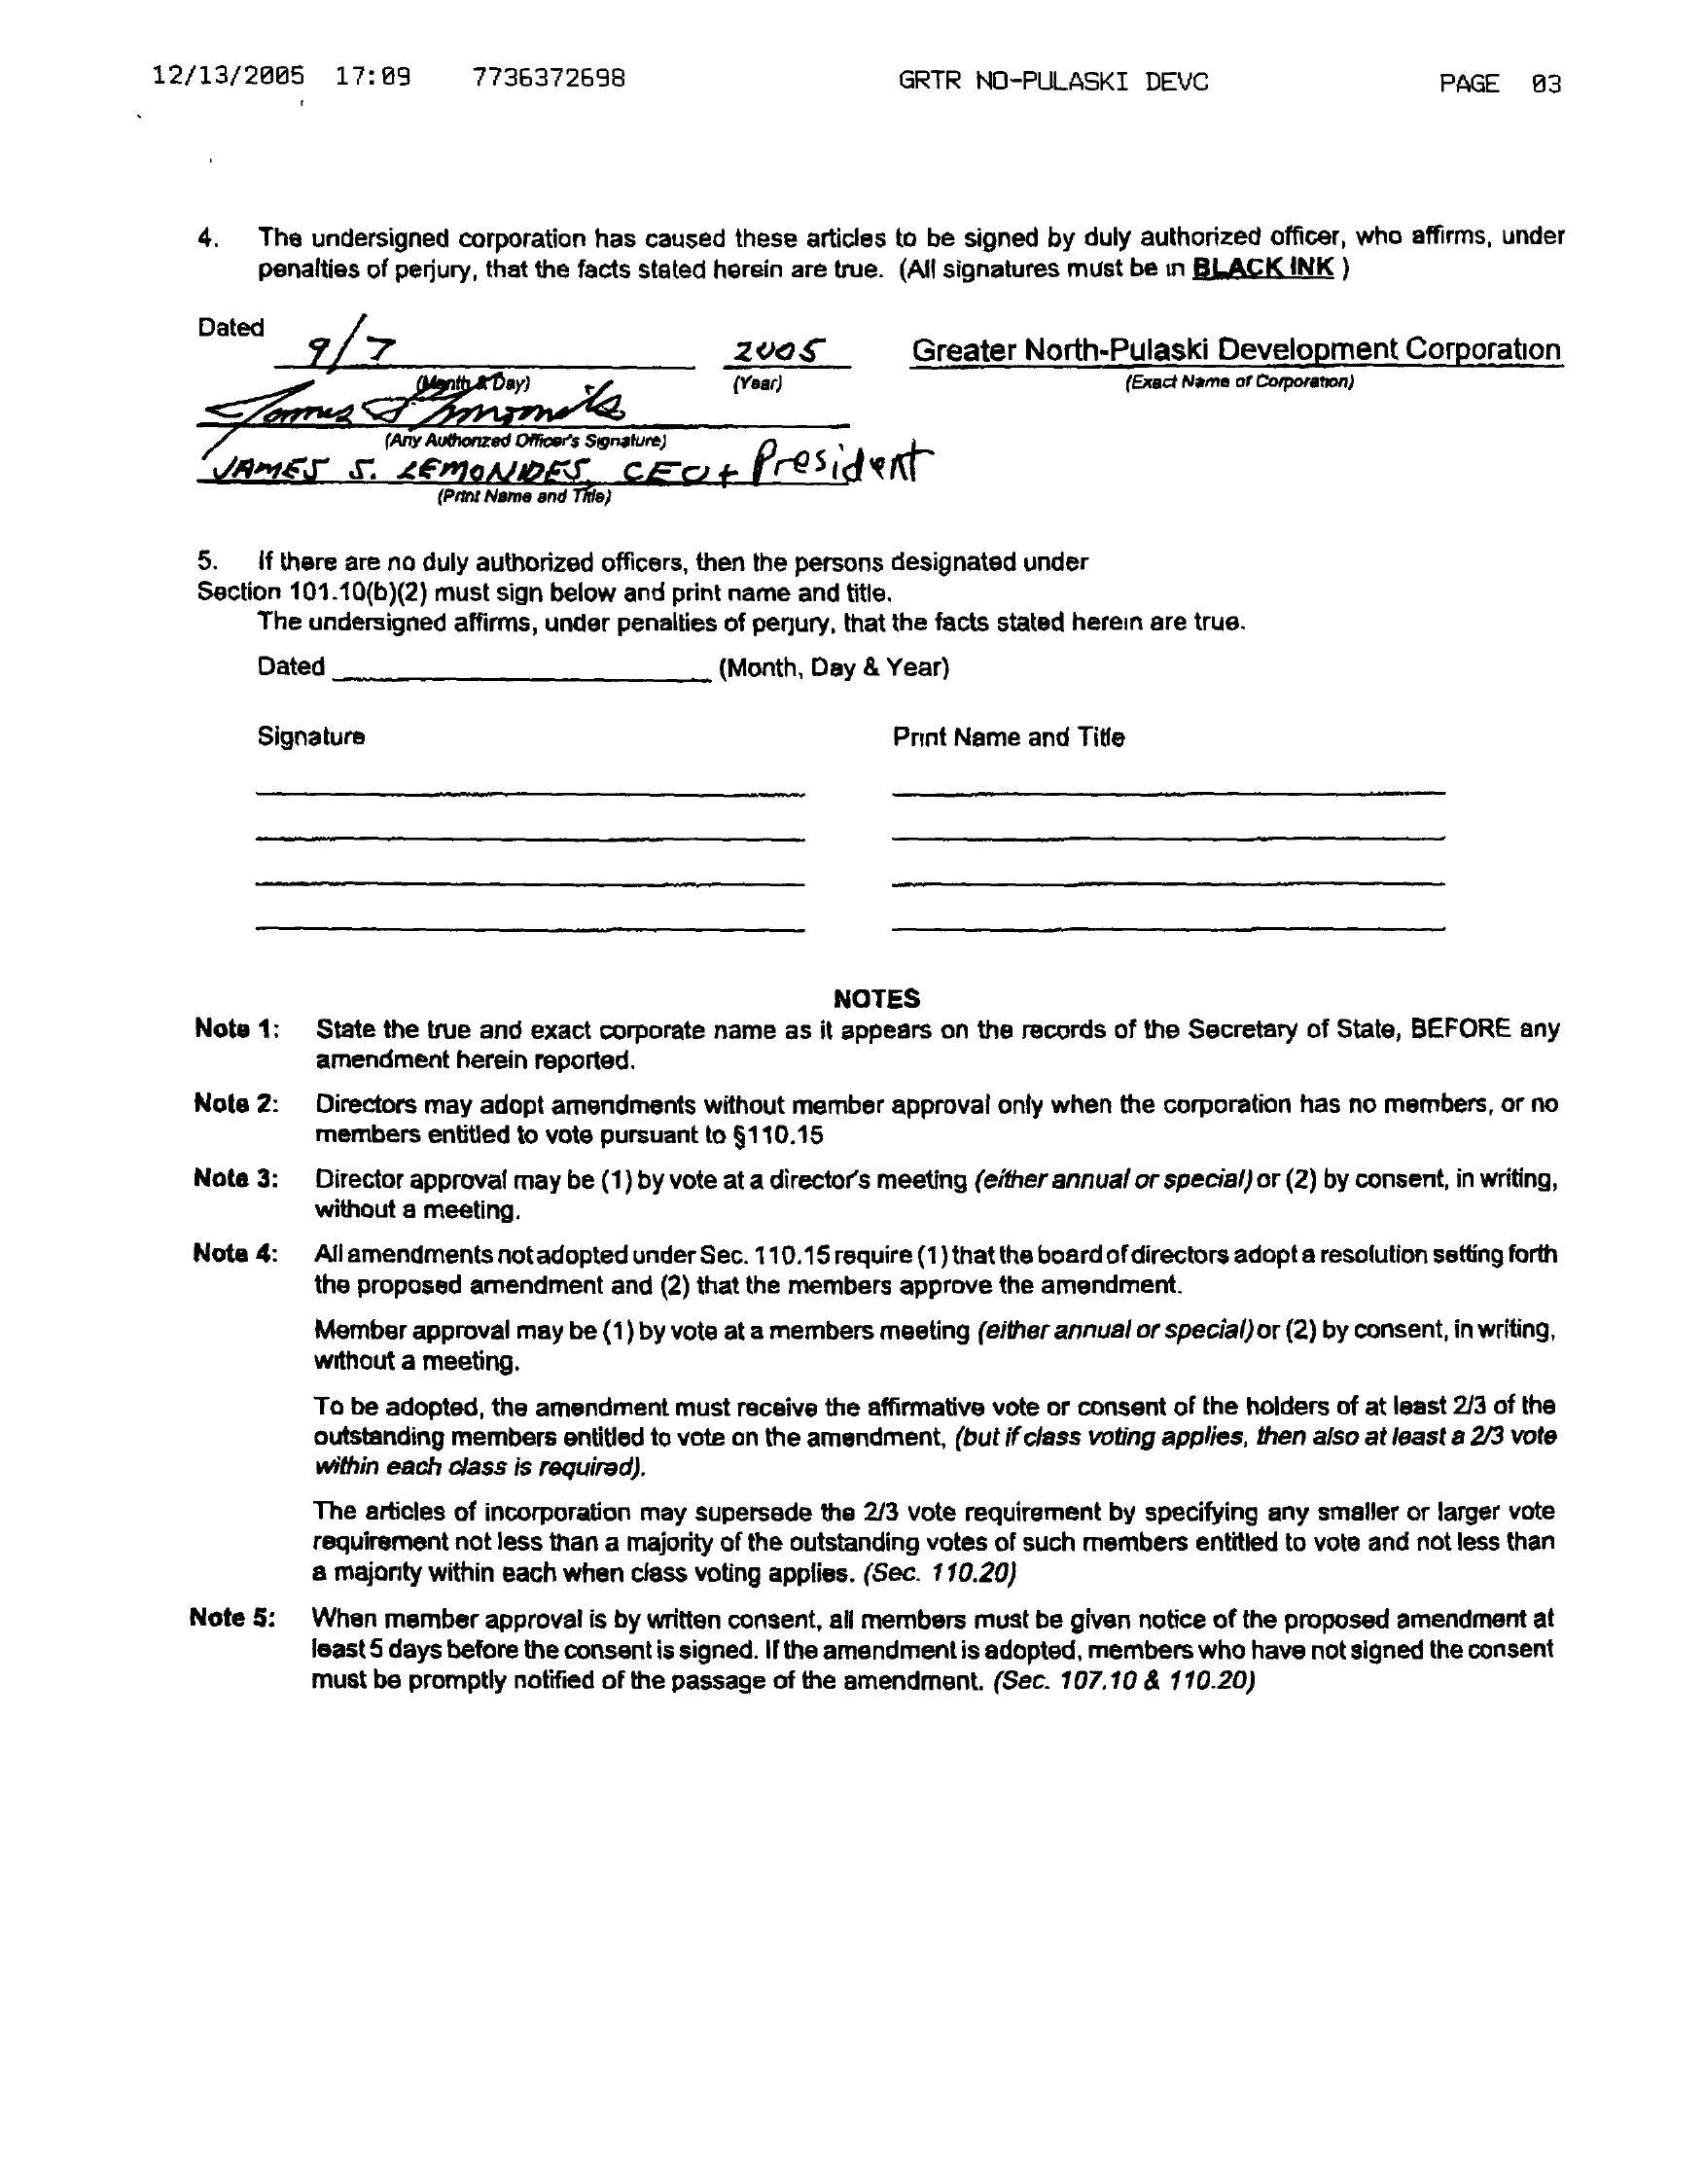 12/13/2005 17:09 7736372698 GRTR NO-PULASKI DEVC PAGE 03
4. The undersigned corporation has caused these articles to be signed by duly authorized officer, who affirms, under
penalties of perjury, that the facts stated herein are true. (All signatures must be in BLACK INK )
Dated 9/7 2005 Greater North-Pulaski Development Corporation
(Month & Day) (Year) (Exact Name of Corporation)
James S Lemonides
(Any Authorized Officer's Signature)
JAMES S. LEMONIDES, CEO + President
(Print Name and Title)
5. If there are no duly authorized officers, then the persons designated under
Section 101.10(b)(2) must sign below and print name and title.
The undersigned affirms, under penalties of perjury, that the facts stated herein are true.
Dated (Month, Day & Year)
Signature Print Name and Title
NOTES
Note 1: State the true and exact corporate name as it appears on the records of the Secretary of State, BEFORE any
amendment herein reported.
Note 2: Directors may adopt amendments without member approval only when the corporation has no members, or no
members entitled to vote pursuant to §110.15
Note 3: Director approval may be (1) by vote at a director's meeting (either annual or special) or (2) by consent, in writing,
without a meeting.
Note 4: All amendments not adopted under Sec. 110.15 require (1) that the board of directors adopt a resolution setting forth
the proposed amendment and (2) that the members approve the amendment.
Member approval may be (1) by vote at a members meeting (either annual or special) or (2) by consent, in writing,
without a meeting.
To be adopted, the amendment must receive the affirmative vote or consent of the holders of at least 2/3 of the
outstanding members entitled to vote on the amendment, (but if class voting applies, then also at least a 2/3 vote
within each class is required).
The articles of incorporation may supersede the 2/3 vote requirement by specifying any smaller or larger vote
requirement not less than a majority of the outstanding votes of such members entitled to vote and not less than
a majority within each when class voting applies. (Sec. 110.20)
Note 5: When member approval is by written consent, all members must be given notice of the proposed amendment at
least 5 days before the consent is signed. If the amendment is adopted, members who have not signed the consent
must be promptly notified of the passage of the amendment. (Sec. 107.10 & 110.20)